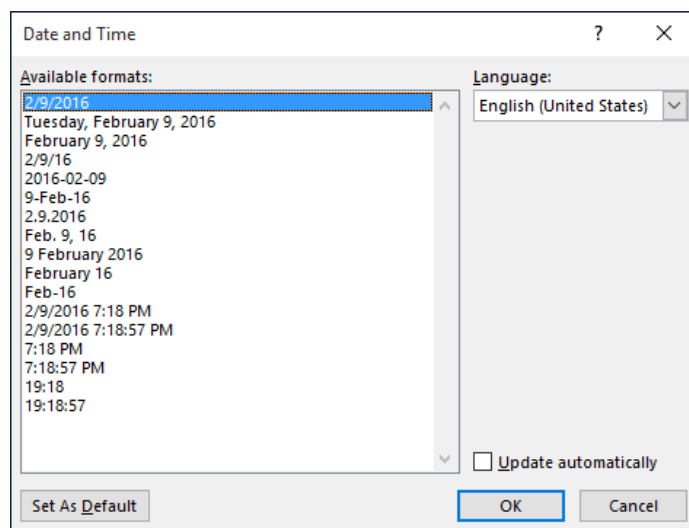 Date and Time
?
Available formats:
2/9/2016
Tuesday, February 9, 2016
February 9, 2016
2/9/16
2016-02-09
9-Feb-16
2.9.2016
Feb. 9, 16
9 February 2016
February 16
Feb-16
2/9/2016 7:18 PM
2/9/2016 7:18:57 PM
7:18 PM
7:18:57 PM
19:18
19:18:57
Language:
English (United States)
Update automatically
Set As Default
OK
Cancel